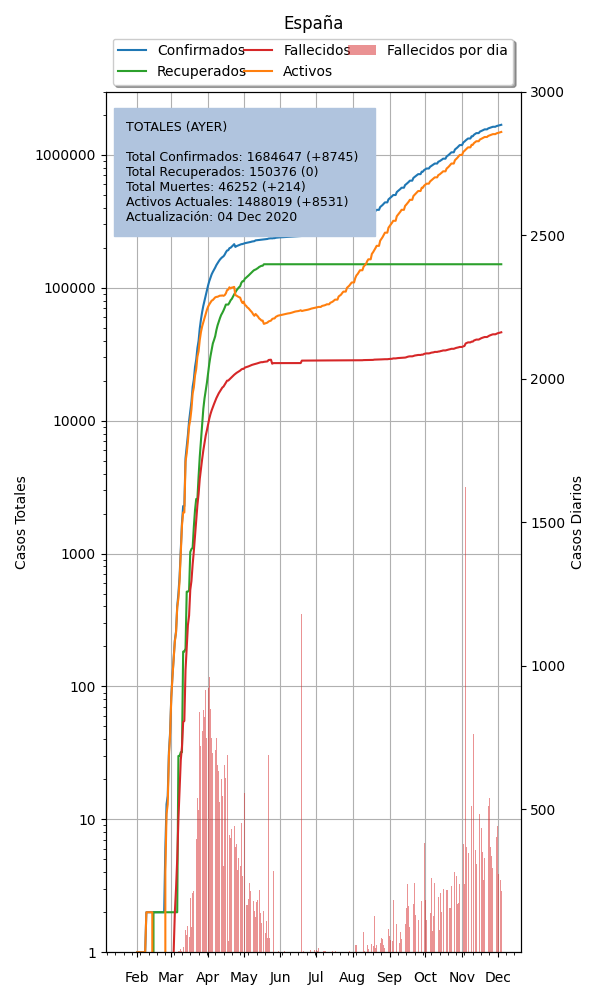 España
Confirmados
Recuperados
Fallecidos
Activos
Fallecidos por dia
TOTALES (AYER)
Total Confirmados: 1684647 (+8745)
Total Recuperados: 150376 (0)
Total Muertes: 46252 (+214)
Activos Actuales: 1488019 (+8531)
Actualización: 04 Dec 2020
Casos Totales
1000000
100000
10000
1000
100
10
1
3000
2500
2000
1500
1000
500
Casos Diarios
Feb Mar Apr May Jun Jul Aug Sep Oct Nov Dec